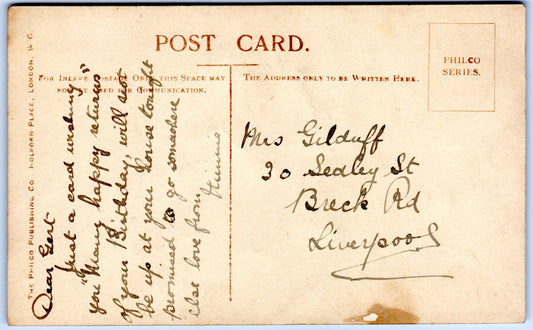 POST CARD.
FOR INLAND POSTAGE ONLY THIS SPACE MAY
NOW BE USED FOR COMMUNICATION.
THE ADDRESS ONLY TO BE WRITTEN HERE.
PHILCO
SERIES.
THE PHILCO PUBLISHING CO HOLBORN PLACE, LONDON, W.C.
Dear Gert
Just a card wishing
you "Many happy returns"
of your Birthday, will not
be up at your house tonight
promised to go somewhere
else love from
Minnie
Mrs Gilduff
30 Sedley St
Breck Rd
Liverpool